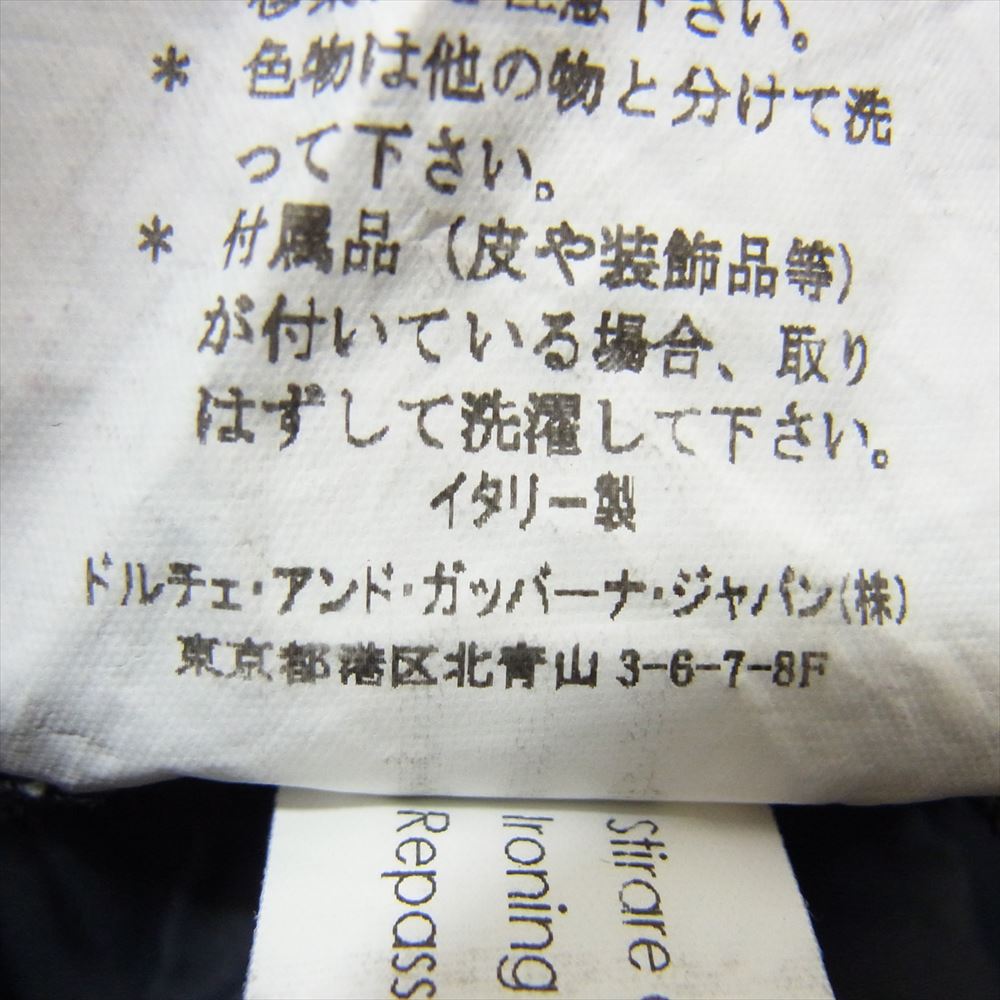 下さい。
* 色物は他の物と分けて洗
って下さい。
* 付属品(皮や装飾品等)
が付いている場合、取り
はずして洗濯して下さい。
イタリー製
ドルチェ・アンド・ガッバーナ・ジャパン(株)
東京都港区北青山3-6-7-8F
Stirare
Ironing
Repass